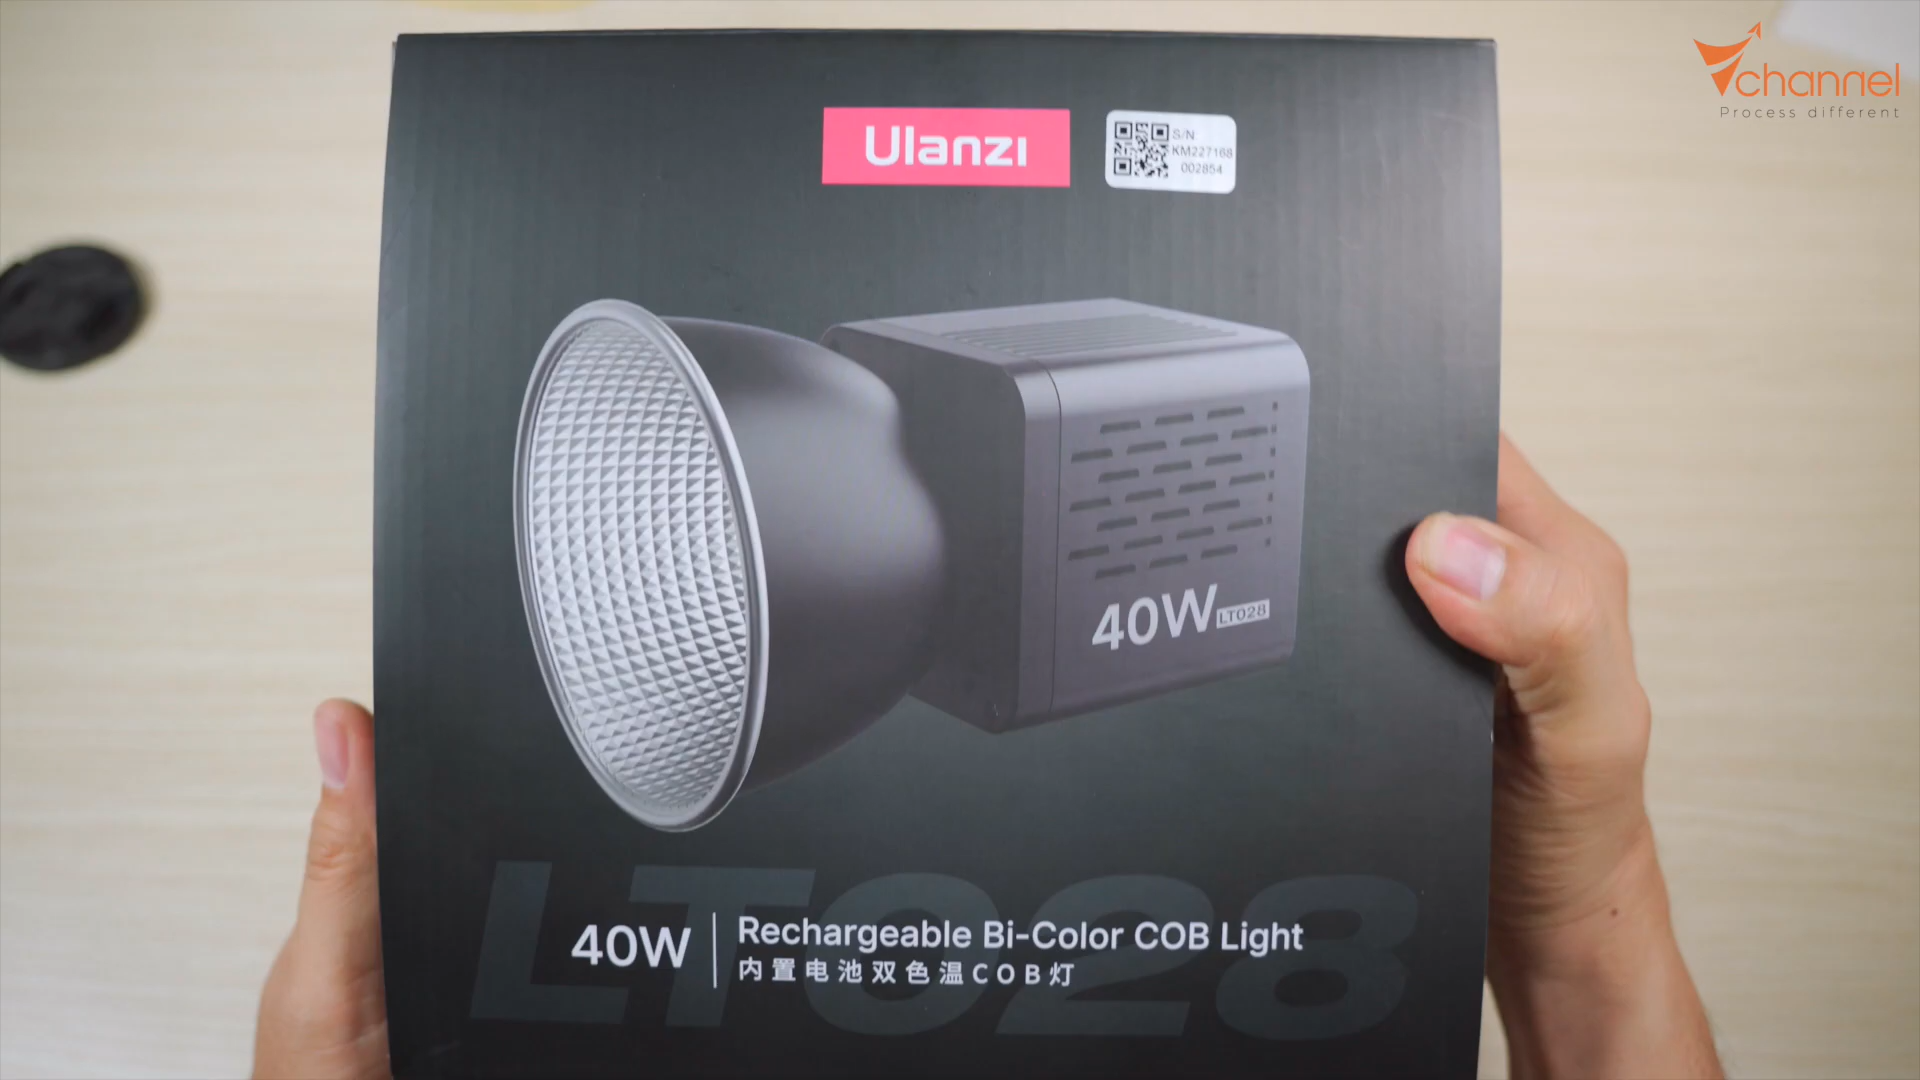 Vchannel
Process different
Ulanzi
S/N:
KM227168
002854
40W LT028
LT028
40W
Rechargeable Bi-Color COB Light
内置电池双色温COB灯